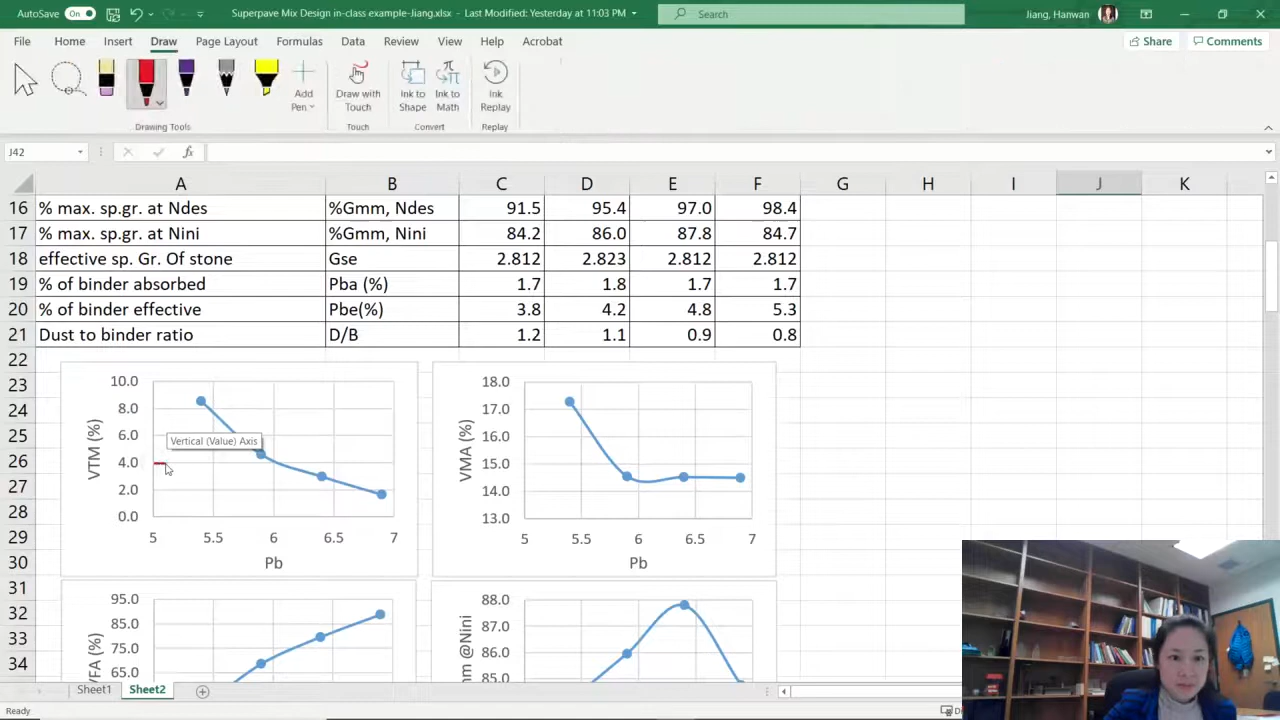 AutoSave On Superpave Mix Design in-class example-Jiang.xlsx - Last Modified: Yesterday at 11:03 PM Search Jiang, Hanwan
File Home Insert Draw Page Layout Formulas Data Review View Help Acrobat Share Comments
Add Pen Draw with Touch Ink to Shape Ink to Math Ink Replay
Drawing Tools Touch Convert Replay
J42 fx
A B C D E F G H I J K
16 % max. sp.gr. at Ndes %Gmm, Ndes 91.5 95.4 97.0 98.4
17 % max. sp.gr. at Nini %Gmm, Nini 84.2 86.0 87.8 84.7
18 effective sp. Gr. Of stone Gse 2.812 2.823 2.812 2.812
19 % of binder absorbed Pba (%) 1.7 1.8 1.7 1.7
20 % of binder effective Pbe(%) 3.8 4.2 4.8 5.3
21 Dust to binder ratio D/B 1.2 1.1 0.9 0.8
22
23
24
25
26
27
28
29
30
31
32
33
34
VTM (%)
10.0
8.0
6.0
4.0
2.0
0.0
Vertical (Value) Axis
5 5.5 6 6.5 7
Pb
VMA (%)
18.0
17.0
16.0
15.0
14.0
13.0
5 5.5 6 6.5 7
Pb
VFA (%)
95.0
85.0
75.0
65.0
mm @Nini
88.0
87.0
86.0
85.0
Sheet1 Sheet2
Ready